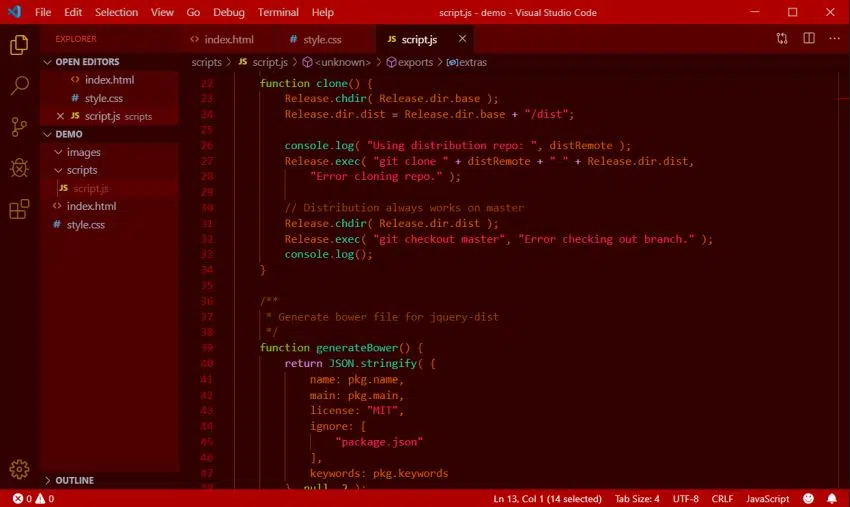 File Edit Selection View Go Debug Terminal Help script.js - demo - Visual Studio Code
EXPLORER
OPEN EDITORS
index.html
style.css
script.js scripts
DEMO
images
scripts
JS script.js
index.html
style.css
OUTLINE
index.html style.css JS script.js
scripts JS script.js <unknown> exports extras
22 function clone() {
23 Release.chdir( Release.dir.base );
24 Release.dir.dist = Release.dir.base + "/dist";
25
26 console.log( "Using distribution repo: ", distRemote );
27 Release.exec( "git clone " + distRemote + " " + Release.dir.dist,
28 "Error cloning repo." );
29
30 // Distribution always works on master
31 Release.chdir( Release.dir.dist );
32 Release.exec( "git checkout master", "Error checking out branch." );
33 console.log();
34 }
35
36 /**
37 * Generate bower file for jquery-dist
38 */
39 function generateBower() {
40 return JSON.stringify( {
41 name: pkg.name,
42 main: pkg.main,
43 license: "MIT",
44 ignore: [
45 "package.json"
46 ],
47 keywords: pkg.keywords
48 }, null, 2 );
0 0 Ln 13, Col 1 (14 selected) Tab Size: 4 UTF-8 CRLF JavaScript